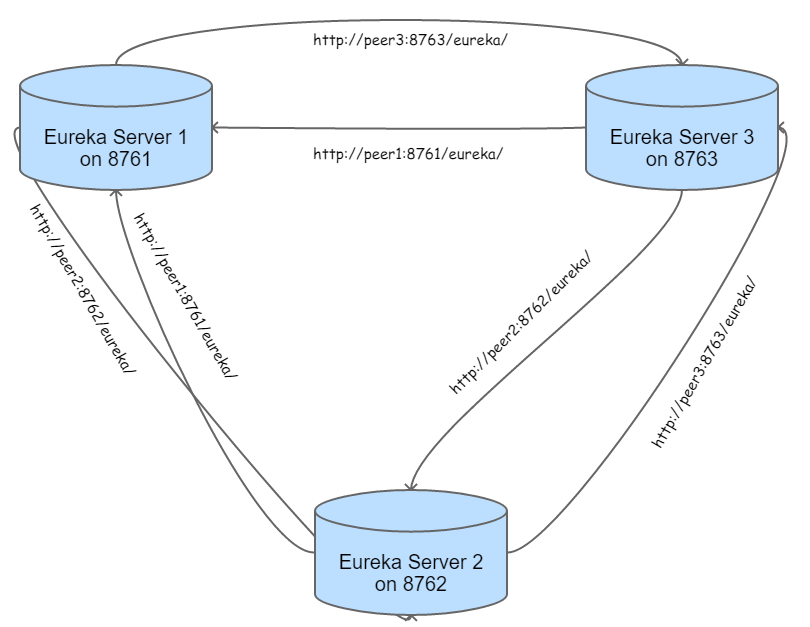 http://peer3:8763/eureka/
Eureka Server 1
on 8761
Eureka Server 3
on 8763
http://peer1:8761/eureka/
http://peer2:8762/eureka/
http://peer1:8761/eureka/
http://peer2:8762/eureka/
http://peer3:8763/eureka/
Eureka Server 2
on 8762